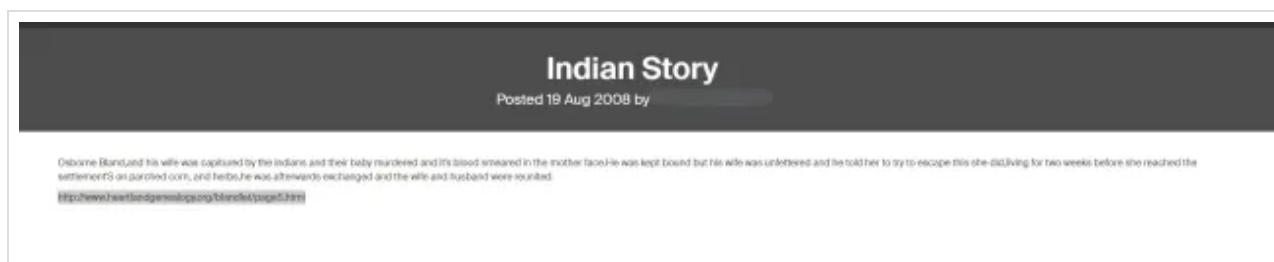 Indian Story
Posted 19 Aug 2008 by
Osborne Bland,and his wife was captured by the indians and their baby murdered and it's blood smeared in the mother face.He was kept bound but his wife was unfettered and he told her to try to escape this she did,living for two weeks before she reached the
settlement'S on parched corn, and herbs,he was afterwards exchanged and the wife and husband were reunited.
http://www.heartlandgenealogy.org/blandlet/page5.html